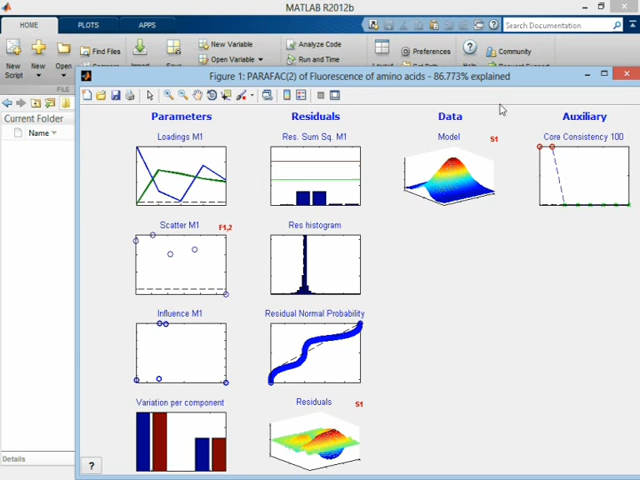 MATLAB R2012b
HOME
PLOTS
APPS
Search Documentation
New
Script
New
Open
Find Files
Import
Save
New Variable
Open Variable
Analyze Code
Run and Time
Layout
Preferences
Community
FILE
Figure 1: PARAFAC(2) of Fluorescence of amino acids - 86.773% explained
Current Folder
Name
Parameters
Residuals
Data
Auxiliary
Loadings M1
Res. Sum Sq. M1
Model
S1
Core Consistency 100
Scatter M1
F1,2
Res histogram
Influence M1
Residual Normal Probability
Variation per component
Residuals
S1
Details
?